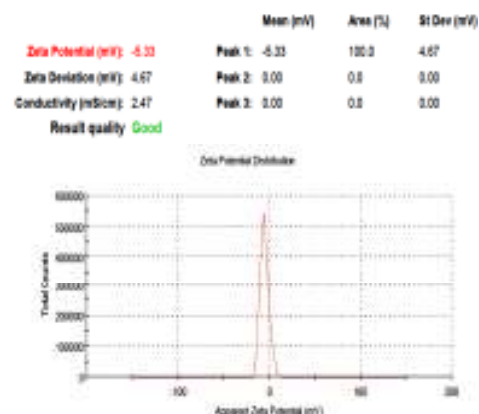 Mean (mV) Area (%) St Dev (mV)
Zeta Potential (mV): -5.33 Peak 1: -5.33 100.0 4.67
Zeta Deviation (mV): 4.67 Peak 2: 0.00 0.0 0.00
Conductivity (mS/cm): 2.47 Peak 3: 0.00 0.0 0.00
Result quality Good
Zeta Potential Distribution
600000
500000
400000
300000
200000
100000
0
Total Counts
-100 0 100 200
Apparent Zeta Potential (mV)